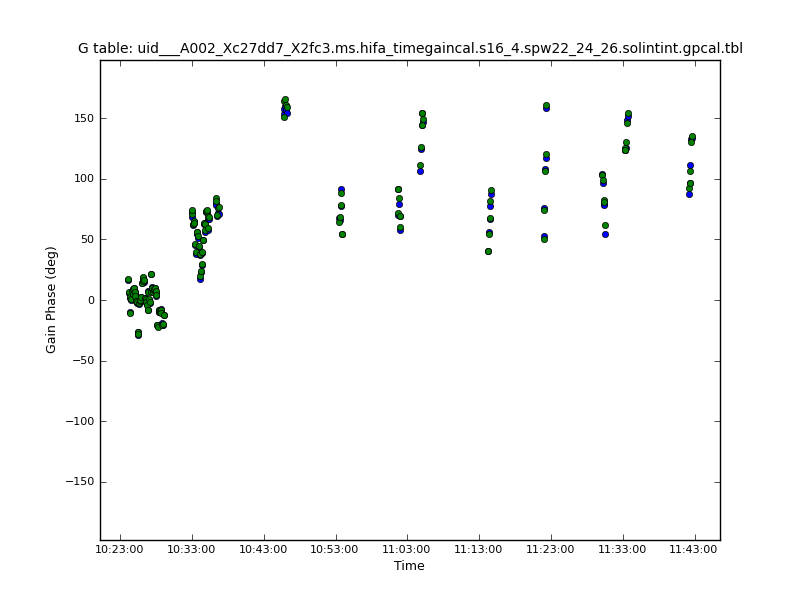 G table: uid___A002_Xc27dd7_X2fc3.ms.hifa_timegaincal.s16_4.spw22_24_26.solintint.gpcal.tbl
150
100
50
0
−50
−100
−150
Gain Phase (deg)
10:23:00 10:33:00 10:43:00 10:53:00 11:03:00 11:13:00 11:23:00 11:33:00 11:43:00
Time